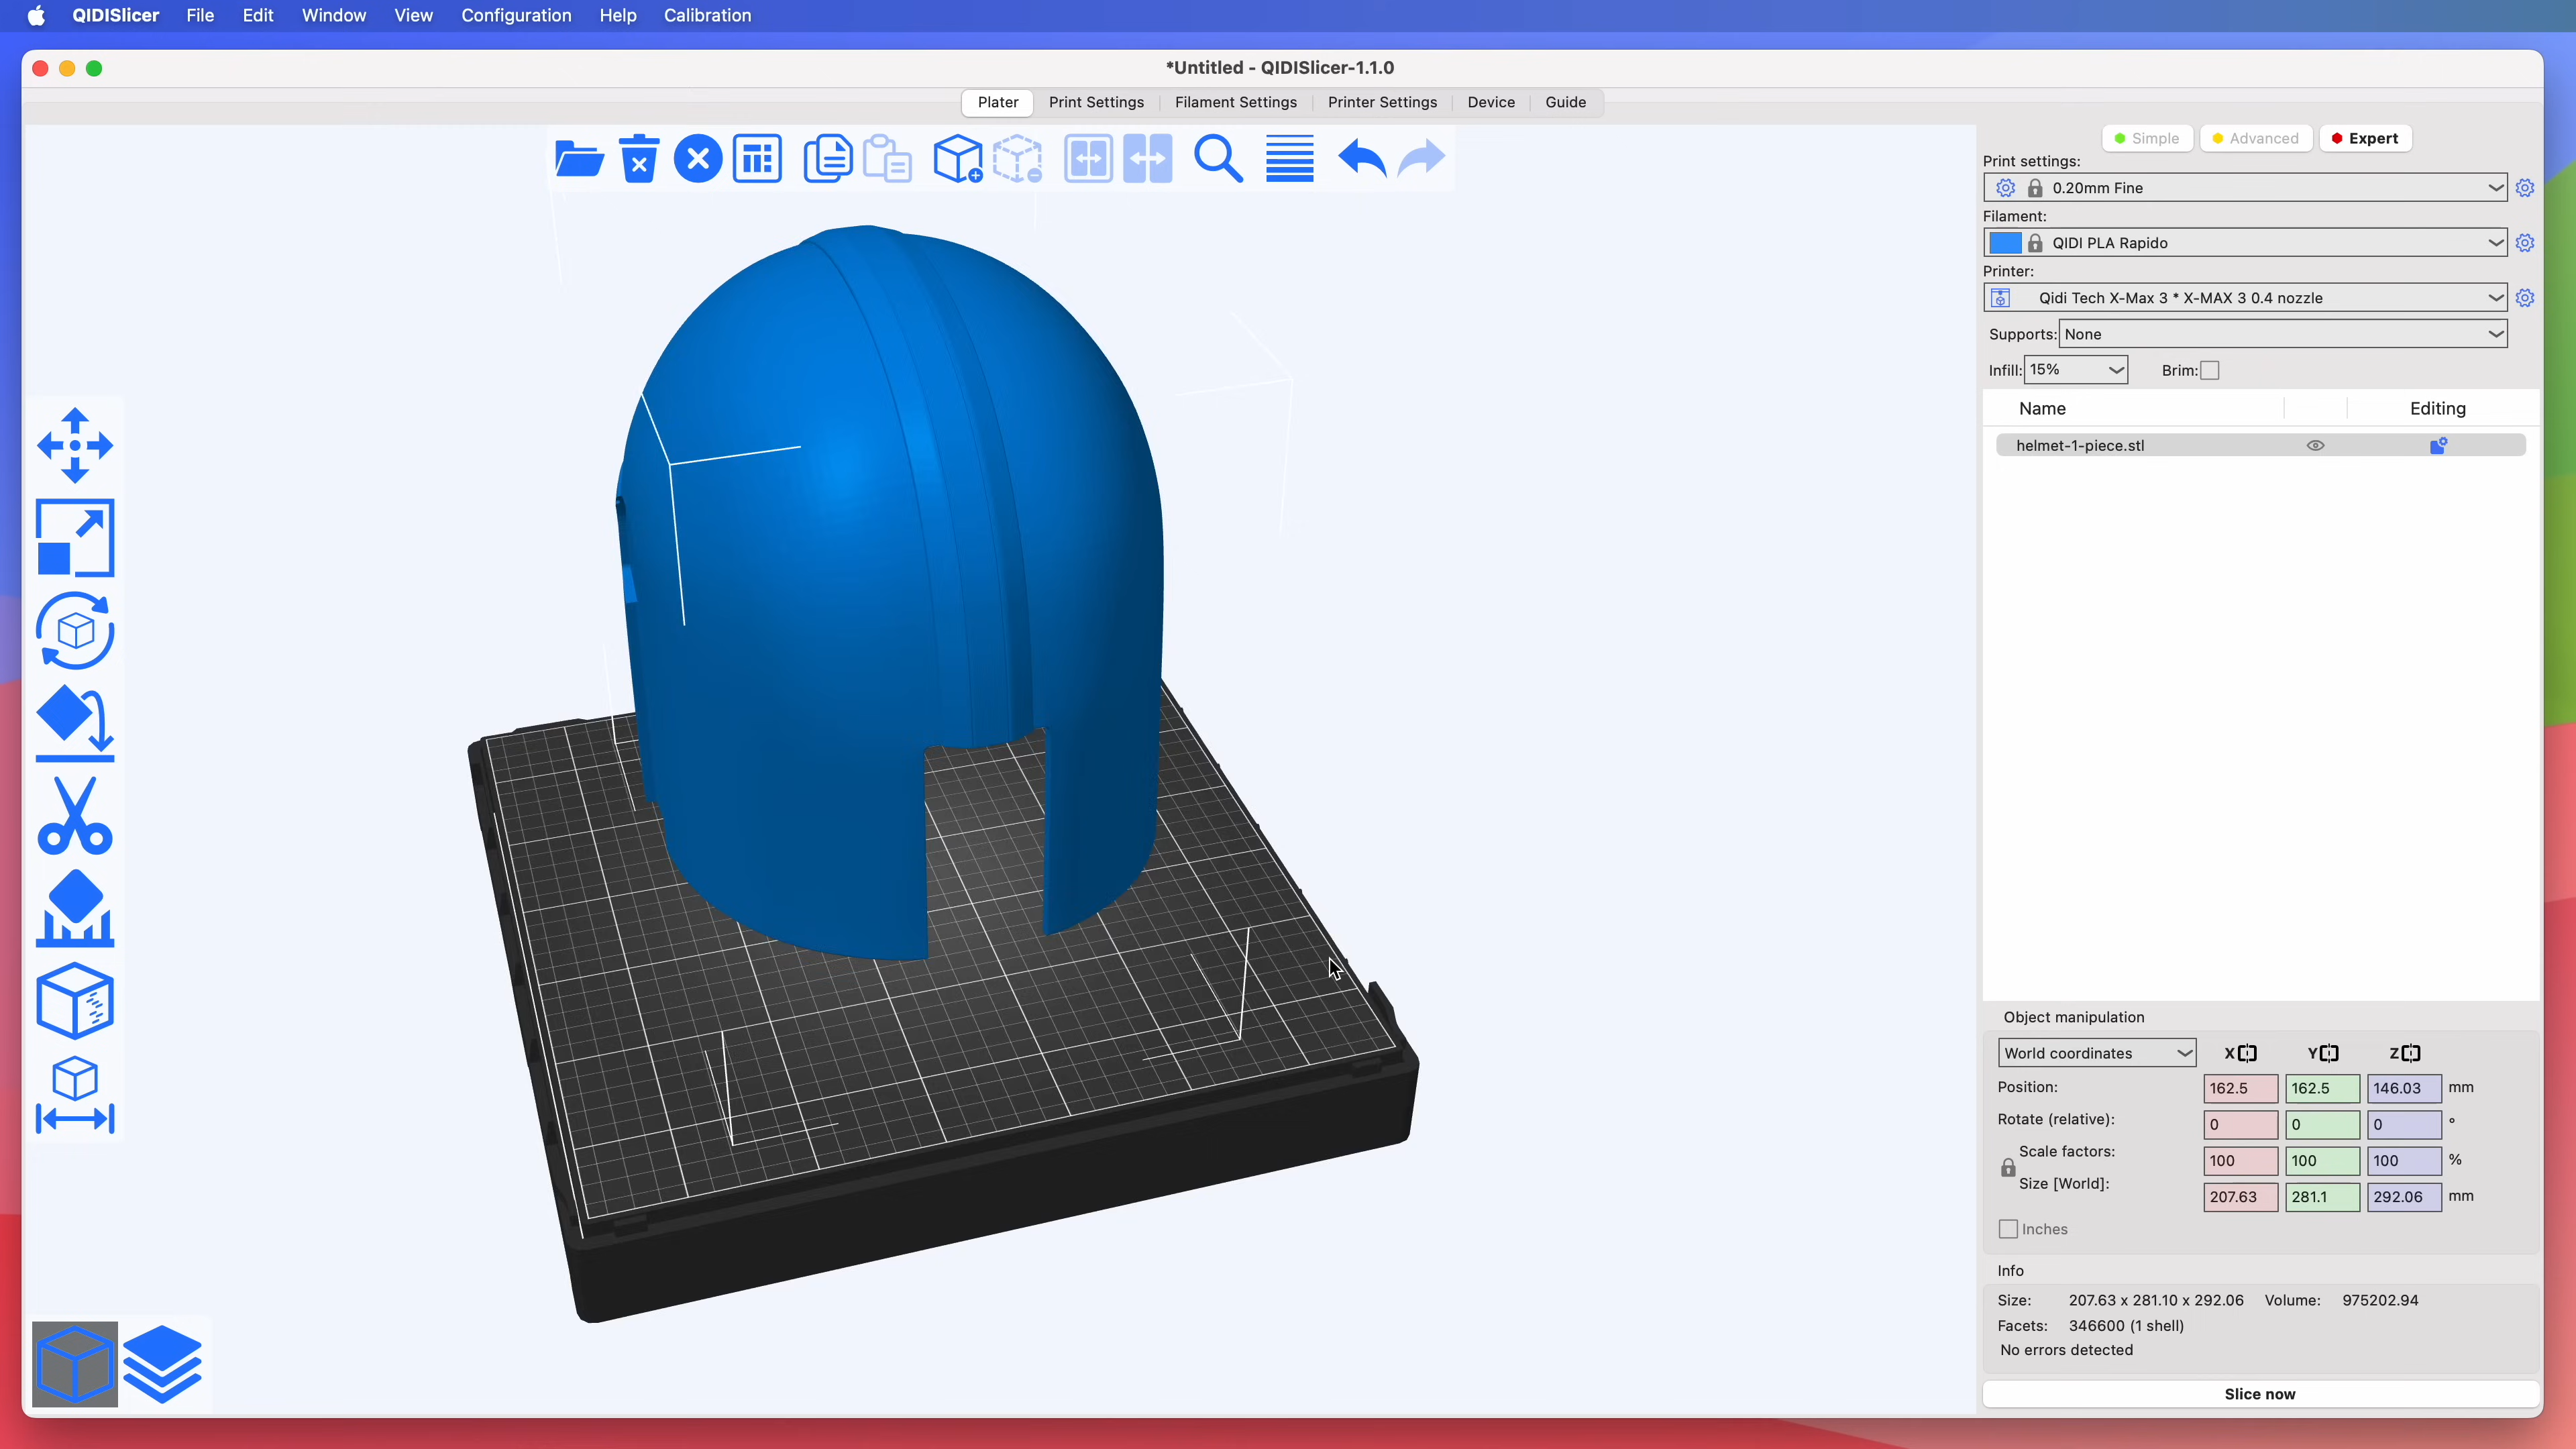 QIDISlicer File Edit Window View Configuration Help Calibration
*Untitled - QIDISlicer-1.1.0
Plater Print Settings Filament Settings Printer Settings Device Guide
Simple Advanced Expert
Print settings:
0.20mm Fine
Filament:
QIDI PLA Rapido
Printer:
Qidi Tech X-Max 3 * X-MAX 3 0.4 nozzle
Supports: None
Infill: 15% Brim:
Name Editing
helmet-1-piece.stl
Object manipulation
World coordinates X Y Z
Position: 162.5 162.5 146.03 mm
Rotate (relative): 0 0 0 °
Scale factors: 100 100 100 %
Size [World]: 207.63 281.1 292.06 mm
Inches
Info
Size: 207.63 x 281.10 x 292.06 Volume: 975202.94
Facets: 346600 (1 shell)
No errors detected
Slice now